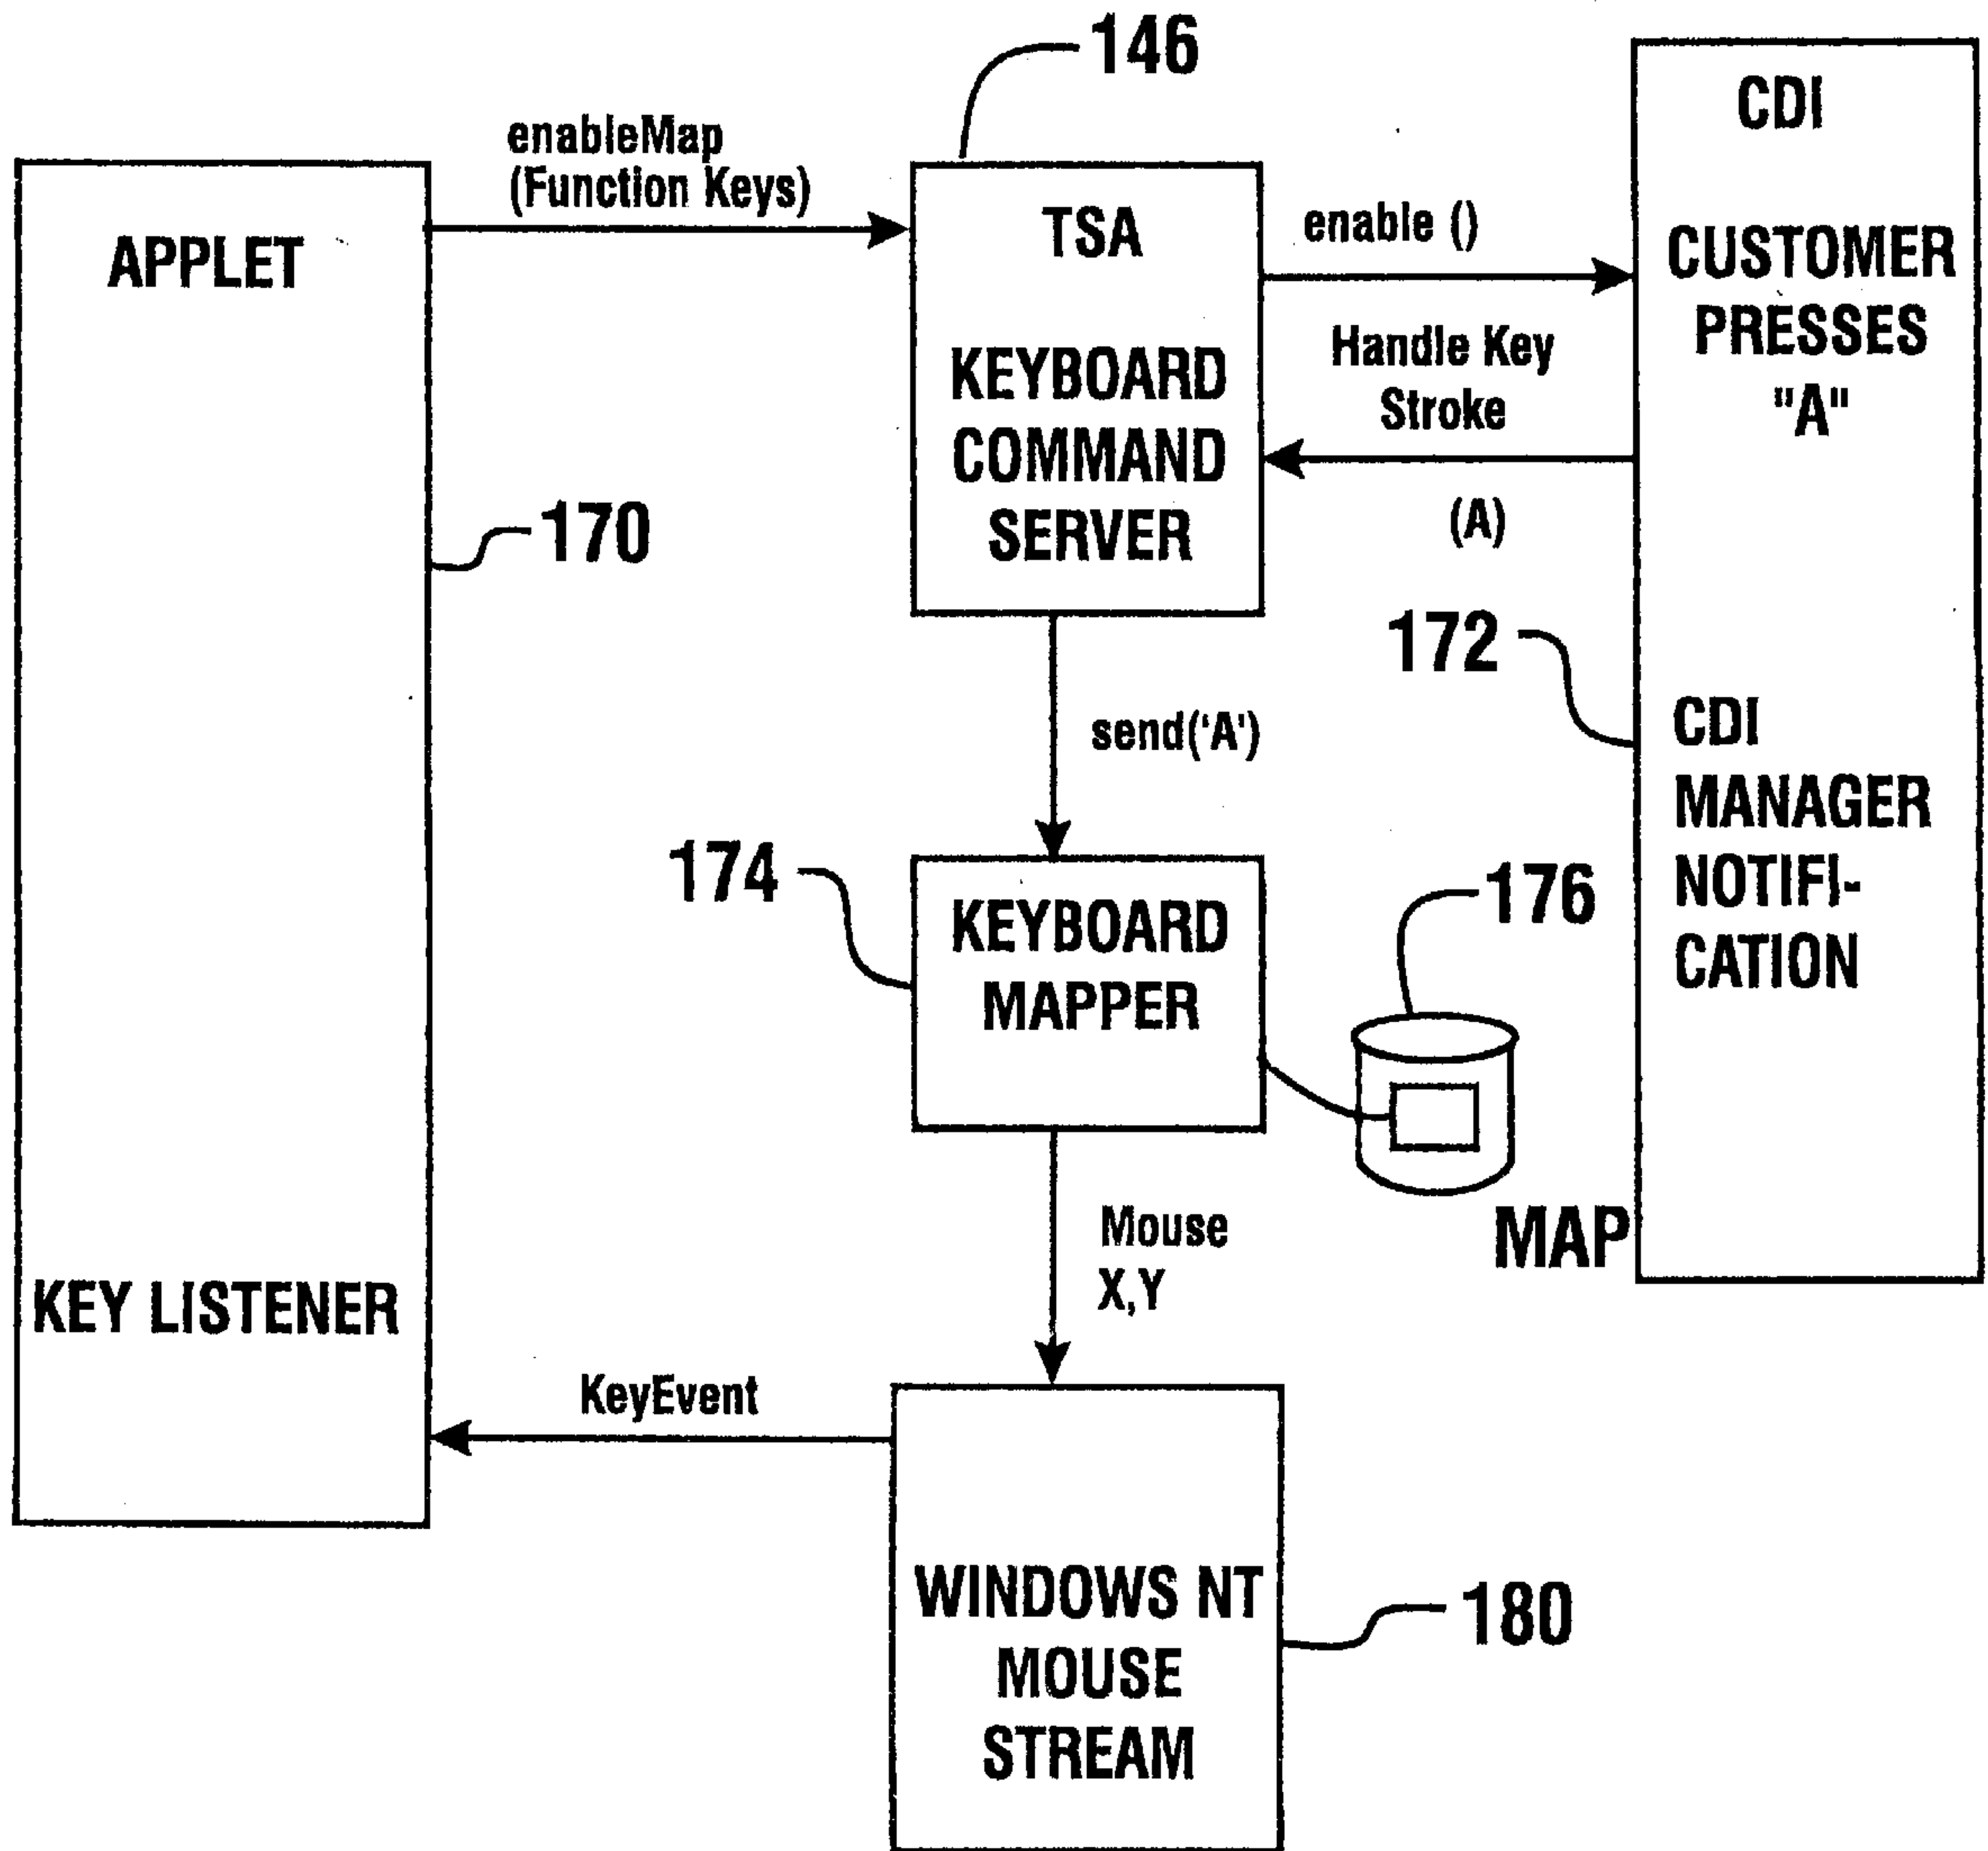 146
CDI
enableMap
(Function Keys)
APPLET
TSA
enable ()
CUSTOMER
PRESSES
"A"
KEYBOARD
COMMAND
SERVER
Handle Key
Stroke
(A)
170
172
send('A')
CDI
MANAGER
NOTIFI-
CATION
174
KEYBOARD
MAPPER
176
MAP
Mouse
X,Y
KEY LISTENER
KeyEvent
WINDOWS NT
MOUSE
STREAM
180